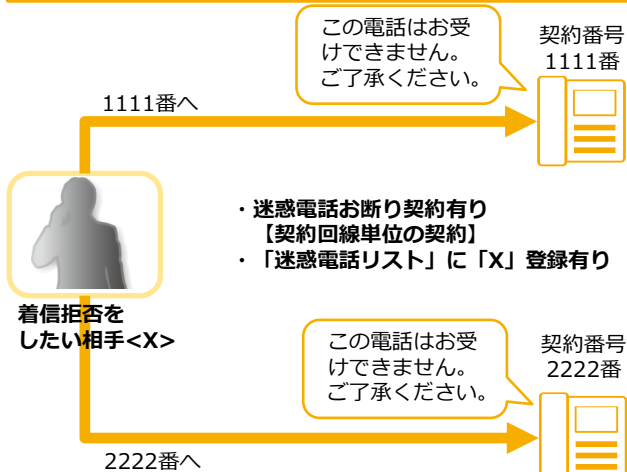 この電話はお受
けできません。
ご了承ください。
契約番号
1111番
1111番へ
・迷惑電話お断り契約有り
【契約回線単位の契約】
・「迷惑電話リスト」に「X」登録有り
着信拒否を
したい相手<X>
この電話はお受
けできません。
ご了承ください。
契約番号
2222番
2222番へ